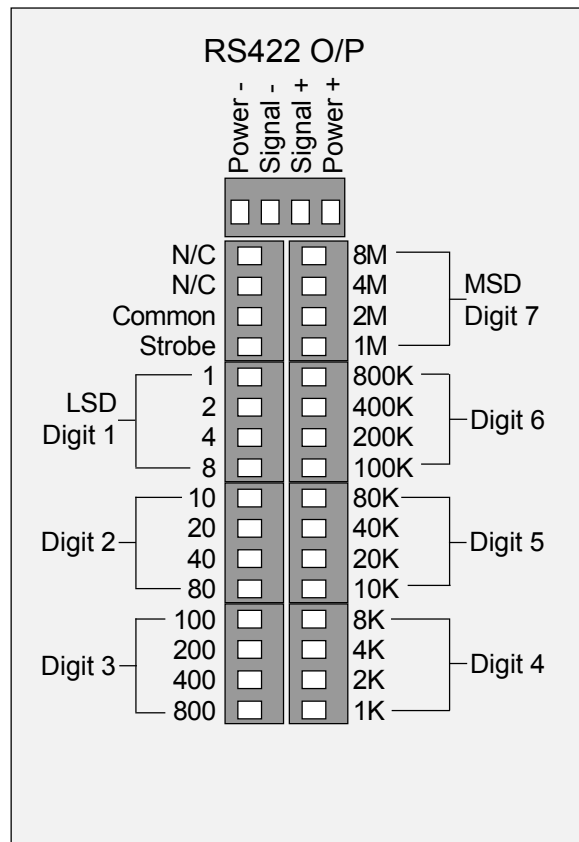 RS422 O/P
Power -
Signal -
Signal +
Power +
N/C 8M
N/C 4M
Common 2M
Strobe 1M
MSD
Digit 7
1 800K
2 400K
4 200K
8 100K
LSD
Digit 1
Digit 6
10 80K
20 40K
40 20K
80 10K
Digit 2
Digit 5
100 8K
200 4K
400 2K
800 1K
Digit 3
Digit 4